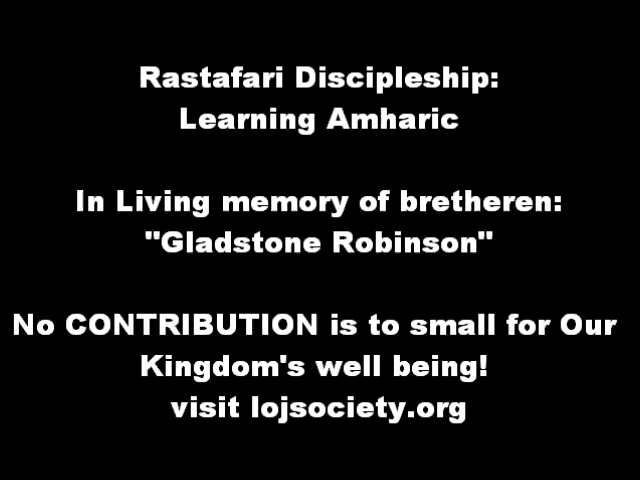 Rastafari Discipleship:
Learning Amharic
In Living memory of bretheren:
"Gladstone Robinson"
No CONTRIBUTION is to small for Our
Kingdom's well being!
visit lojsociety.org